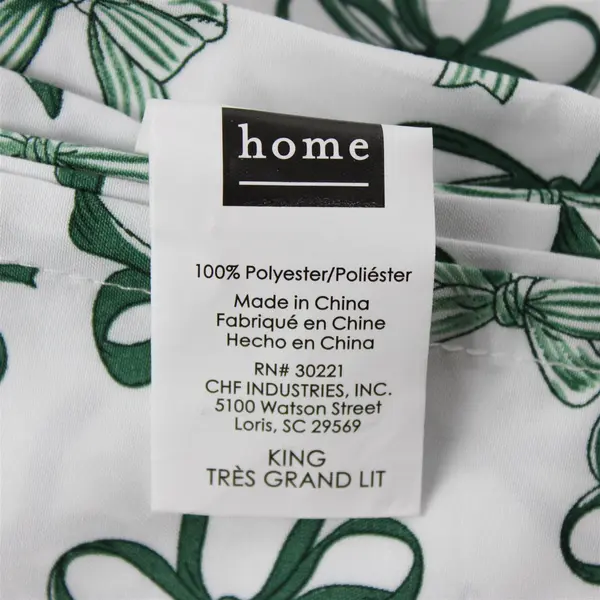 home
100% Polyester/Poliéster
Made in China
Fabriqué en Chine
Hecho en China
RN# 30221
CHF INDUSTRIES, INC.
5100 Watson Street
Loris, SC 29569
KING
TRÈS GRAND LIT